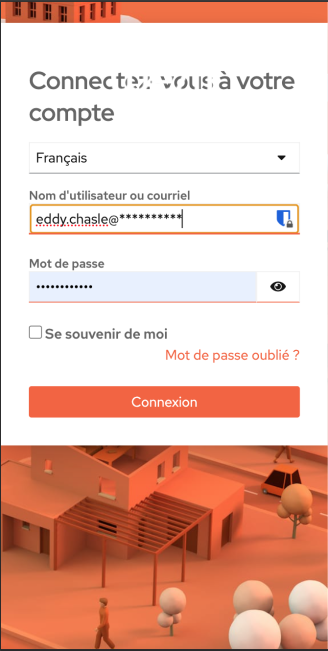 Connectez-vous à votre
compte
Français
Nom d'utilisateur ou courriel
eddy.chasle@**********
Mot de passe
••••••••••••
Se souvenir de moi
Mot de passe oublié ?
Connexion